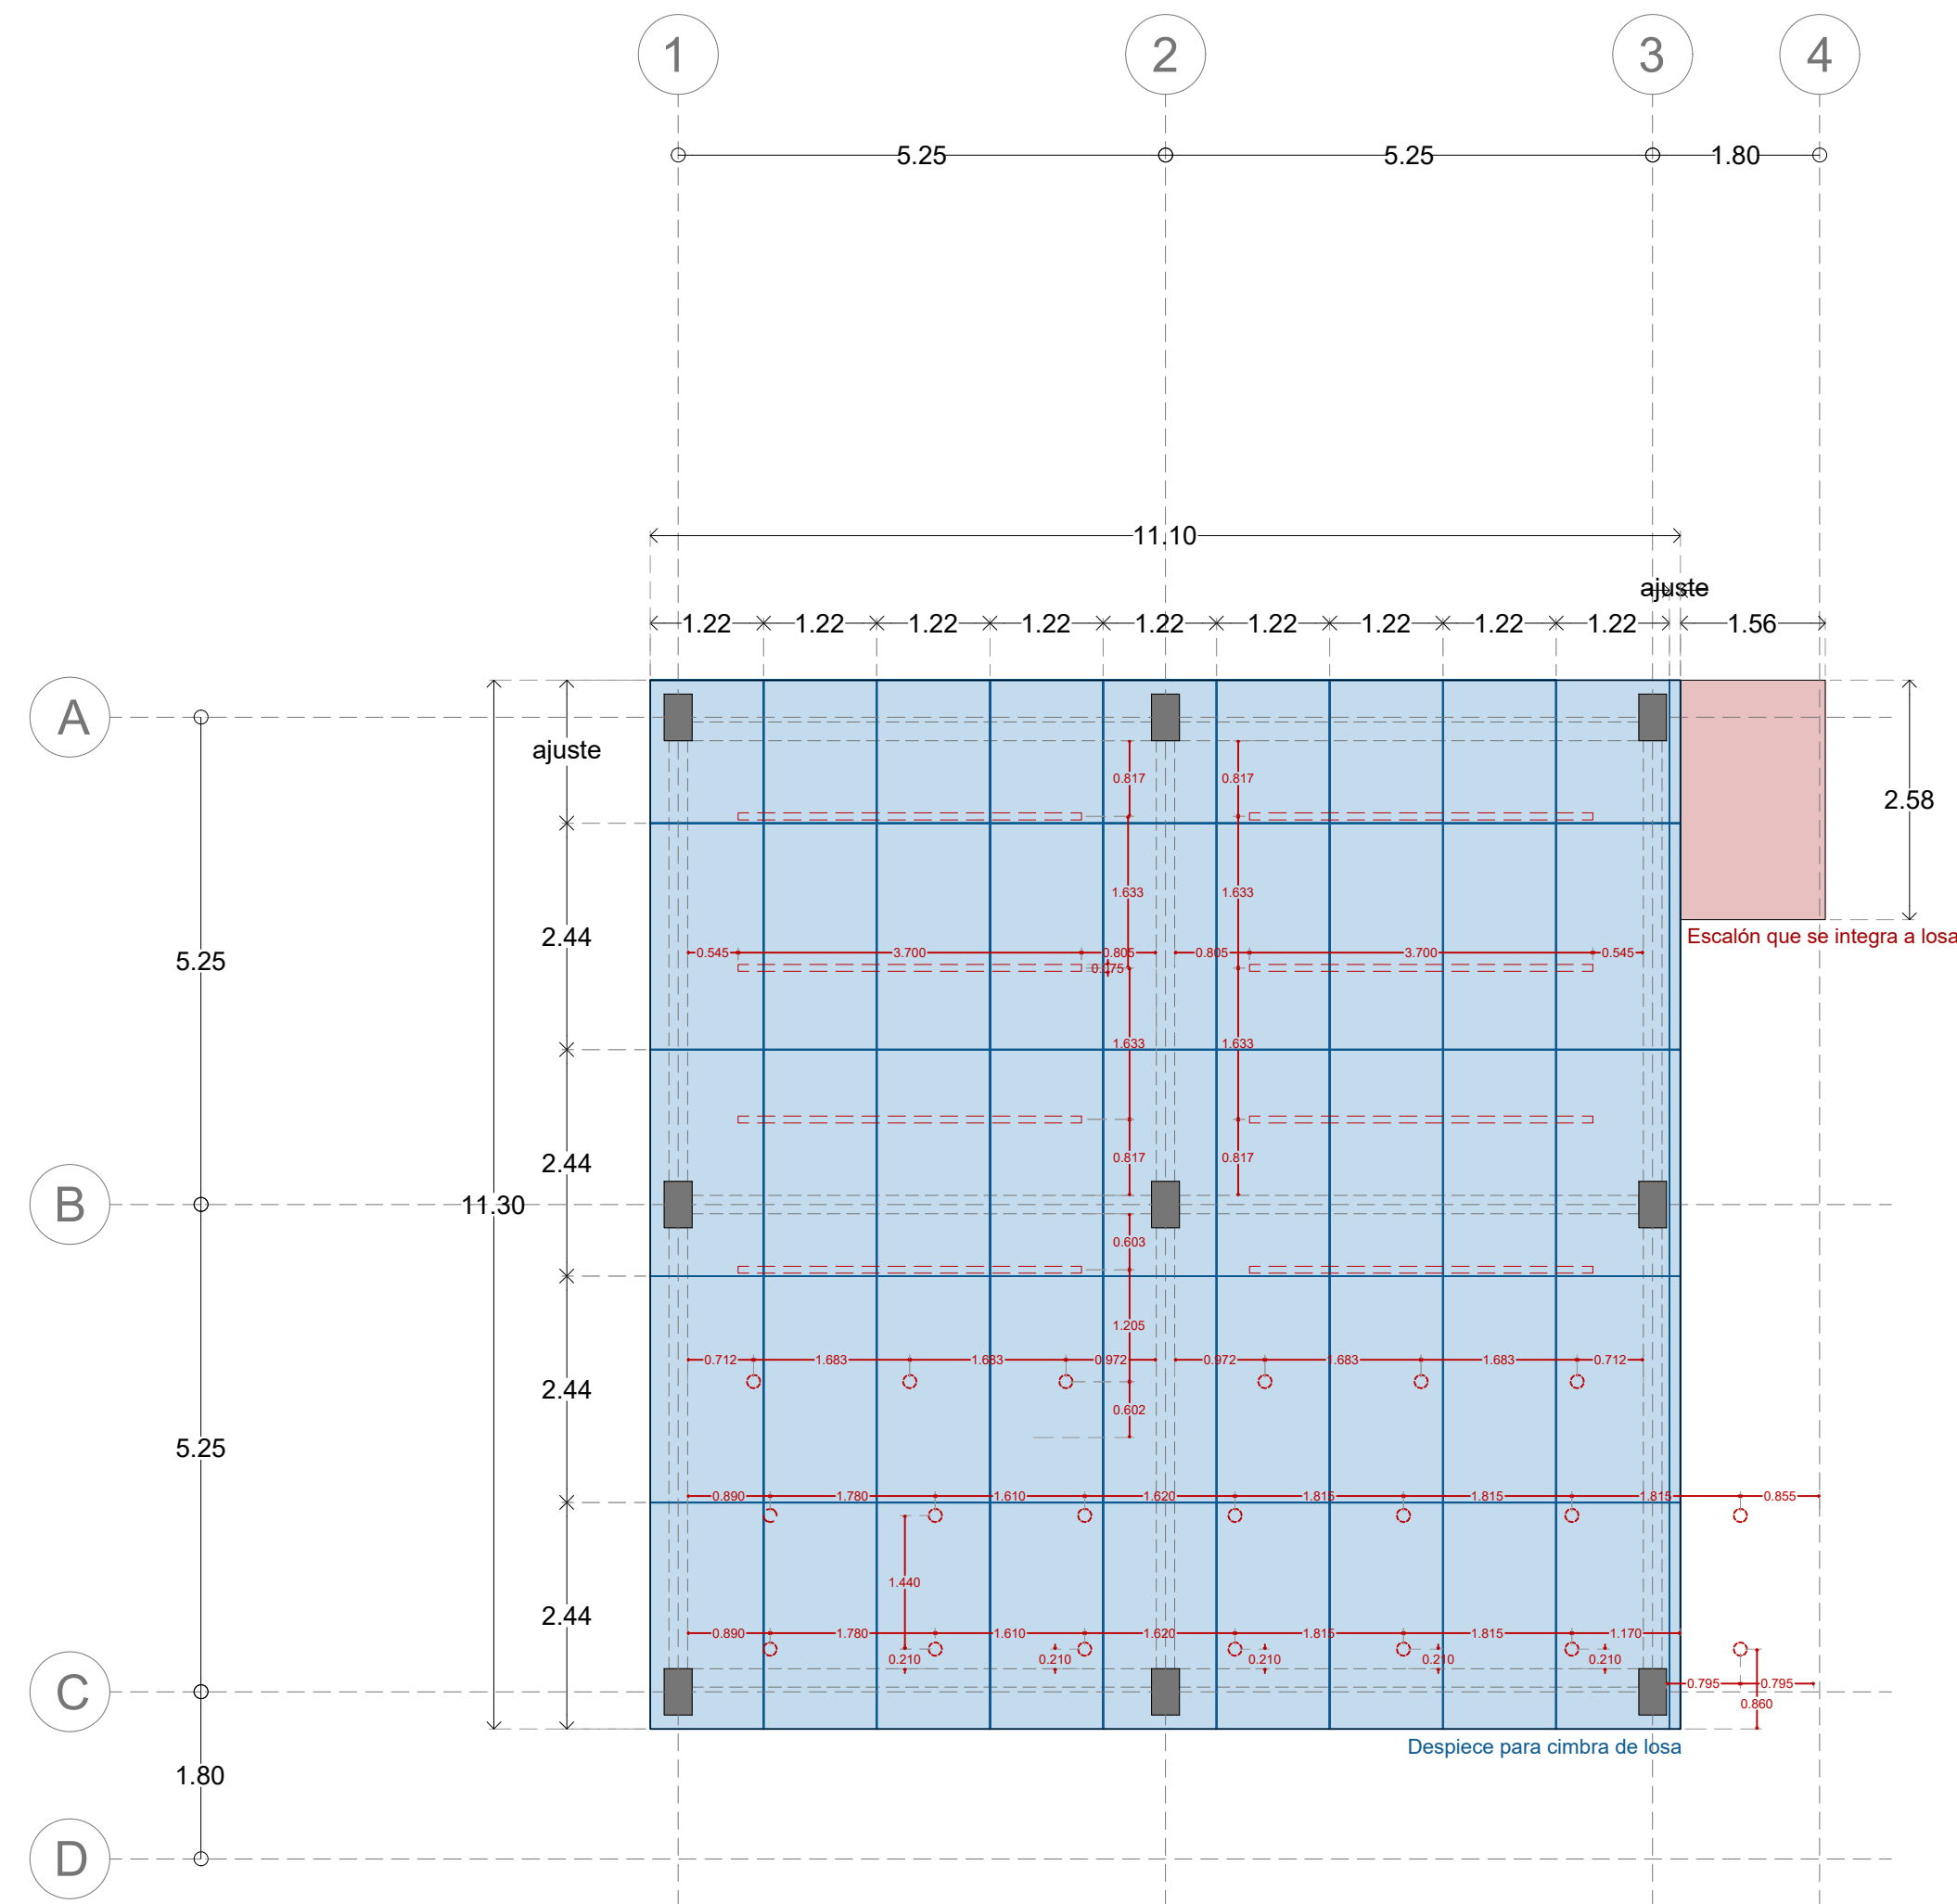 1 2 3 4
5.25 5.25 1.80
11.10
ajuste
1.22 1.22 1.22 1.22 1.22 1.22 1.22 1.22 1.22 1.56
A
ajuste
0.817 0.817
2.58
1.633 1.633
2.44
Escalón que se integra a losa
5.25
0.545 3.700 0.805 0.805 3.700 0.545
0.175
1.633 1.633
2.44
0.817 0.817
B
11.30
0.603
1.205
0.712 1.683 1.683 0.972 0.972 1.683 1.683 0.712
2.44
0.602
5.25
0.890 1.780 1.610 1.620 1.815 1.815 1.815 0.855
1.440
2.44
0.890 1.780 1.610 1.620 1.815 1.815 1.170
0.210 0.210 0.210 0.210 0.210
C
0.795 0.795
0.860
Despiece para cimbra de losa
1.80
D